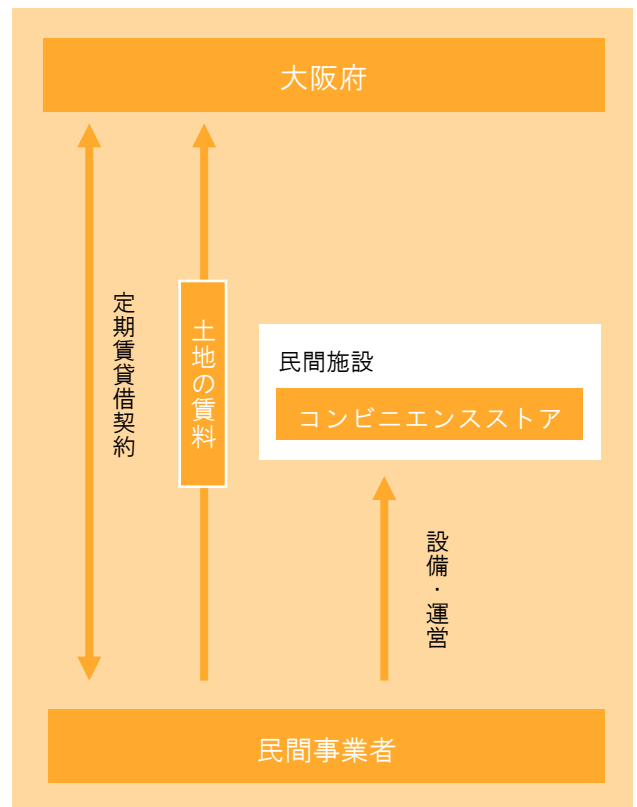 大阪府
定期賃貸借契約
土地の賃料
民間施設
コンビニエンスストア
設備・運営
民間事業者